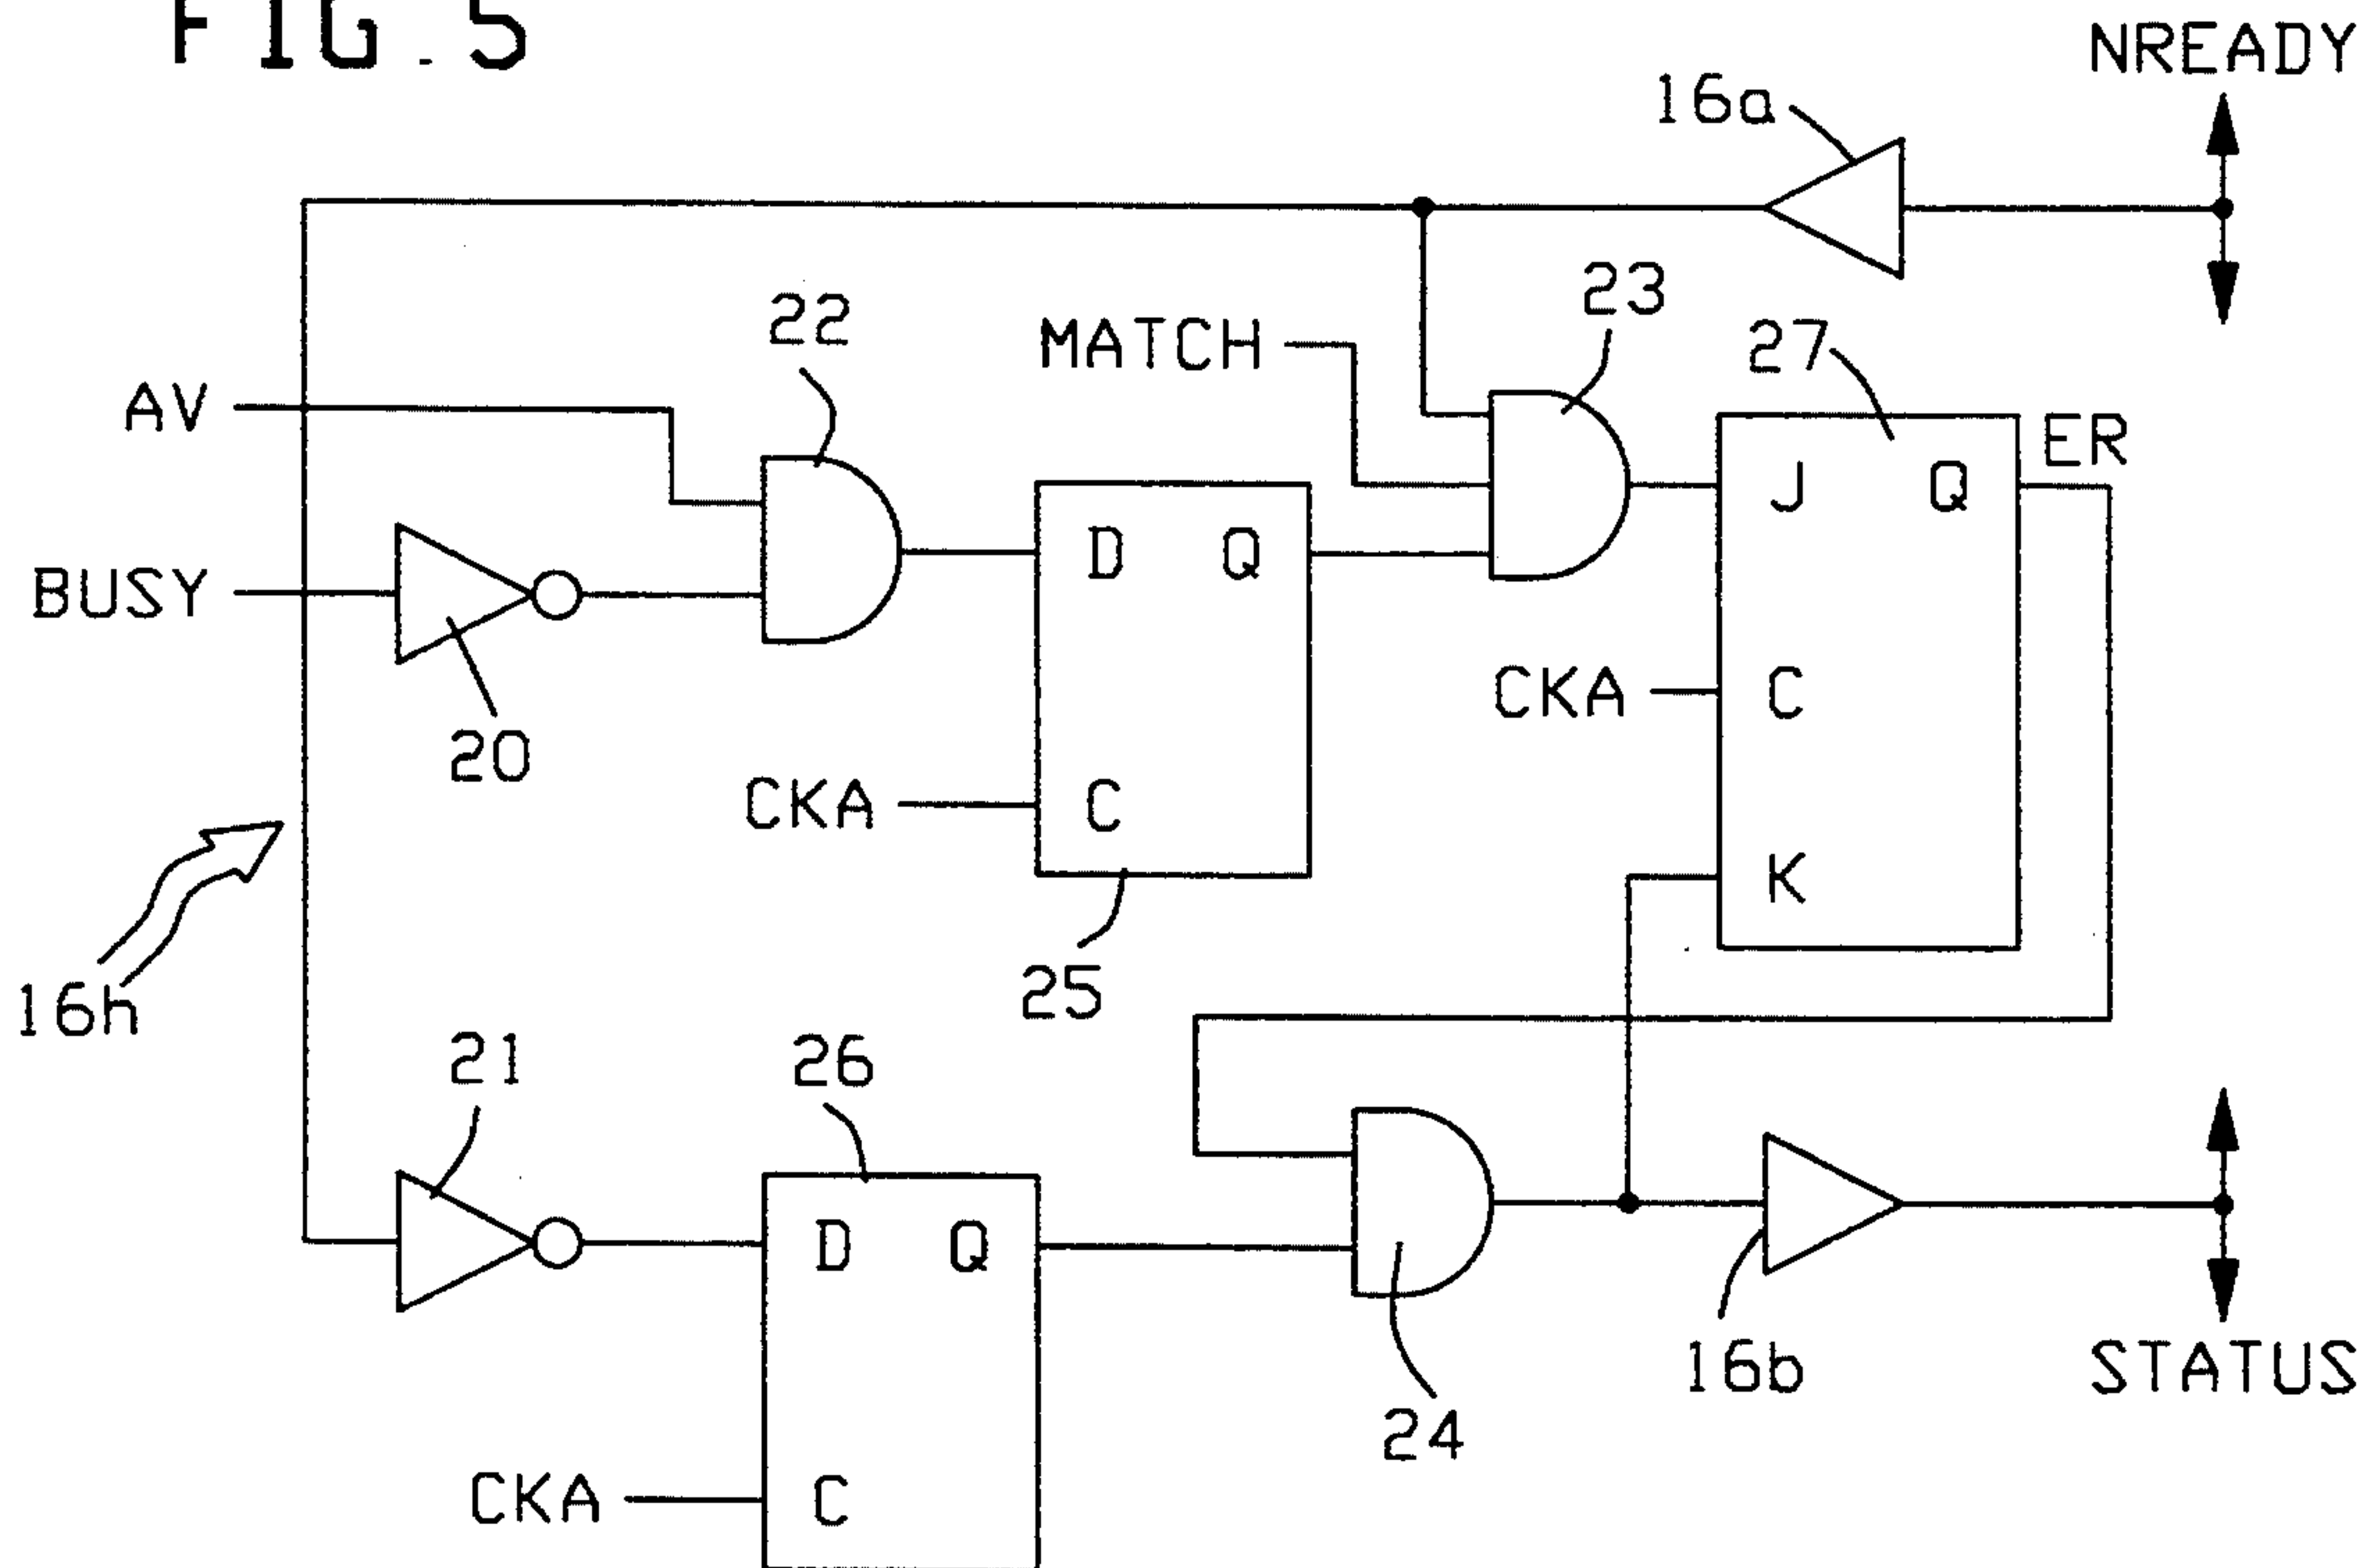 FIG.5
NREADY
16a
23
22
MATCH
27
AV
ER
J Q
D Q
BUSY
CKA C
20
CKA C
K
25
16h
21
26
D Q
16b
STATUS
24
CKA C